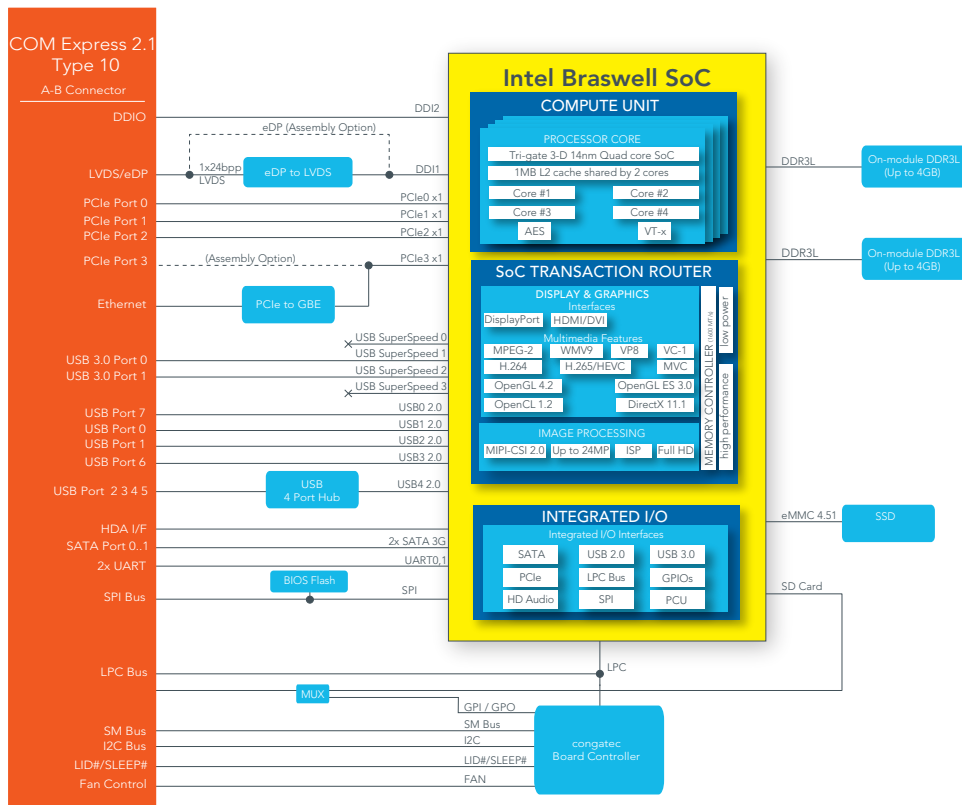 COM Express 2.1
Type 10
A-B Connector
DDIO
LVDS/eDP
PCIe Port 0
PCIe Port 1
PCIe Port 2
PCIe Port 3
Ethernet
USB 3.0 Port 0
USB 3.0 Port 1
USB Port 7
USB Port 0
USB Port 1
USB Port 6
USB Port 2 3 4 5
HDA I/F
SATA Port 0..1
2x UART
SPI Bus
LPC Bus
SM Bus
I2C Bus
LID#/SLEEP#
Fan Control
DDI2
eDP (Assembly Option)
1x24bpp
LVDS
eDP to LVDS
DDI1
PCIe0 x1
PCIe1 x1
PCIe2 x1
(Assembly Option)
PCIe3 x1
PCIe to GBE
USB SuperSpeed 0
USB SuperSpeed 1
USB SuperSpeed 2
USB SuperSpeed 3
USB0 2.0
USB1 2.0
USB2 2.0
USB3 2.0
USB
4 Port Hub
USB4 2.0
2x SATA 3G
UART0,1
BIOS Flash
SPI
MUX
GPI / GPO
SM Bus
I2C
LID#/SLEEP#
FAN
Intel Braswell SoC
COMPUTE UNIT
PROCESSOR CORE
Tri-gate 3-D 14nm Quad core SoC
1MB L2 cache shared by 2 cores
Core #1
Core #2
Core #3
Core #4
AES
VT-x
SoC TRANSACTION ROUTER
DISPLAY & GRAPHICS
Interfaces
DisplayPort
HDMI/DVI
Multimedia Features
MPEG-2
WMV9
VP8
VC-1
H.264
H.265/HEVC
MVC
OpenGL 4.2
OpenGL ES 3.0
OpenCL 1.2
DirectX 11.1
IMAGE PROCESSING
MIPI-CSI 2.0
Up to 24MP
ISP
Full HD
MEMORY CONTROLLER (1600 MT/s)
low power
high performance
INTEGRATED I/O
Integrated I/O Interfaces
SATA
USB 2.0
USB 3.0
PCIe
LPC Bus
GPIOs
HD Audio
SPI
PCU
LPC
congatec
Board Controller
DDR3L
On-module DDR3L
(Up to 4GB)
DDR3L
On-module DDR3L
(Up to 4GB)
eMMC 4.51
SSD
SD Card